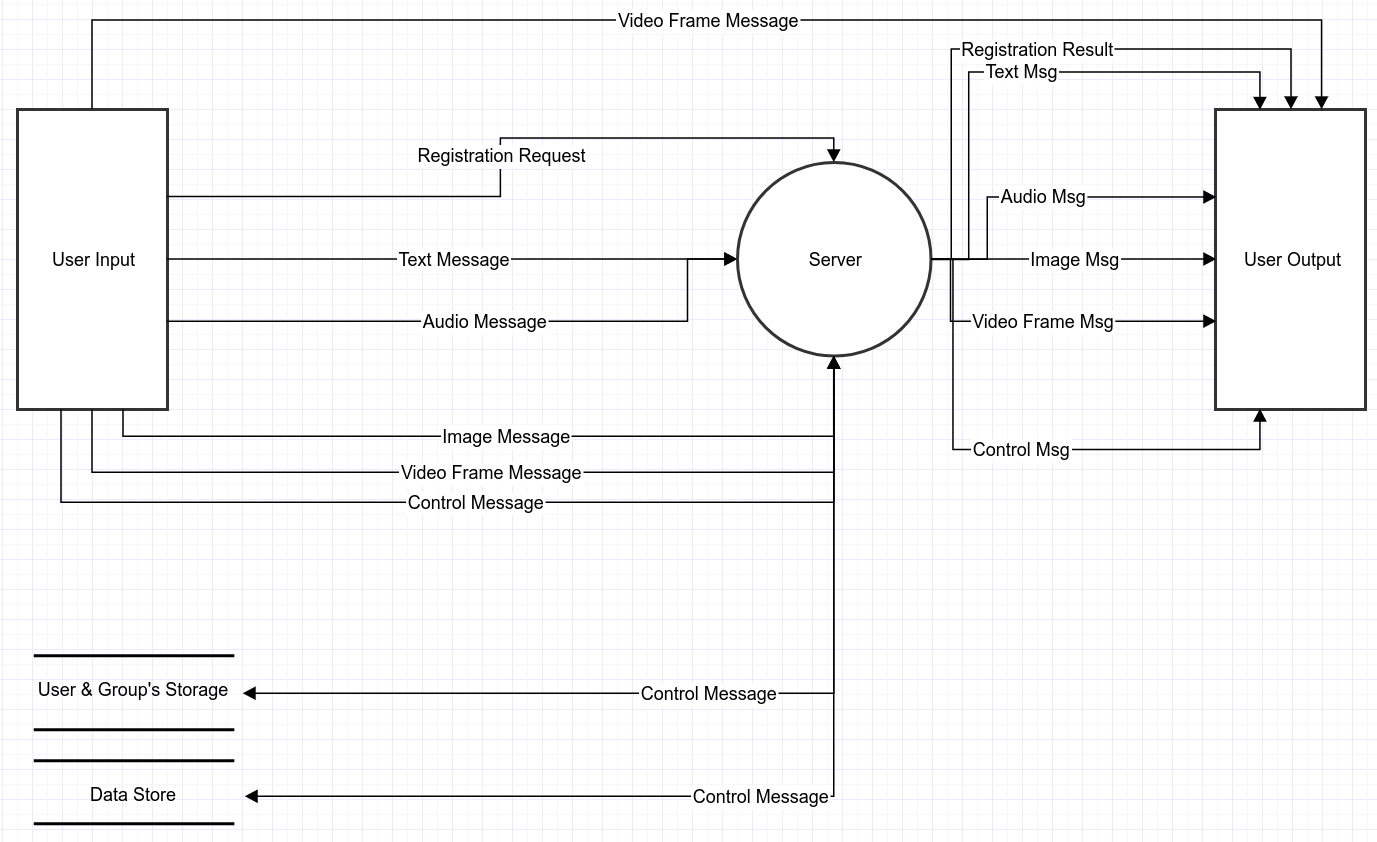 Video Frame Message
Registration Result
Text Msg
Registration Request
Audio Msg
User Input
Text Message
Server
Image Msg
User Output
Audio Message
Video Frame Msg
Image Message
Control Msg
Video Frame Message
Control Message
User & Group's Storage
Control Message
Data Store
Control Message